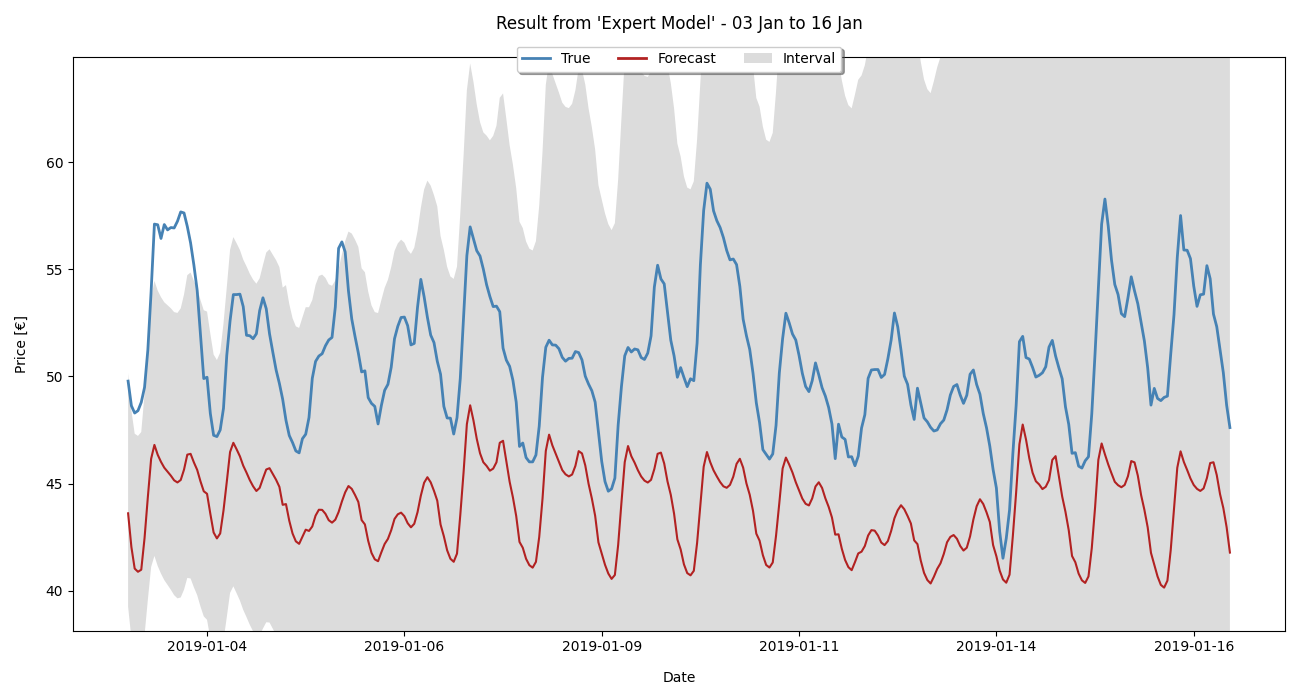 Result from 'Expert Model' - 03 Jan to 16 Jan
True Forecast Interval
Price [€]
60
55
50
45
40
2019-01-04 2019-01-06 2019-01-09 2019-01-11 2019-01-14 2019-01-16
Date